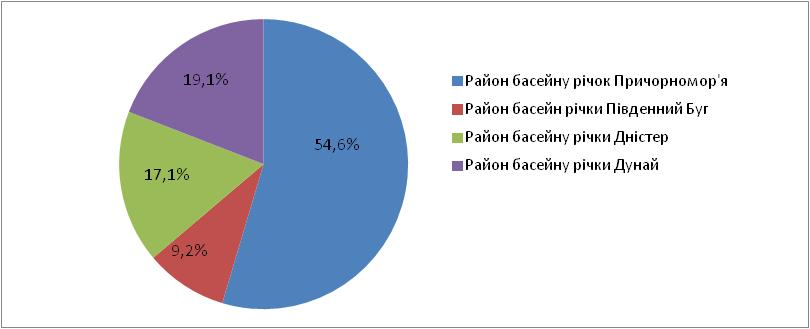 19,1%
54,6%
17,1%
9,2%
Район басейну річок Причорномор'я
Район басейн річки Південний Буг
Район басейну річки Дністер
Район басейну річки Дунай